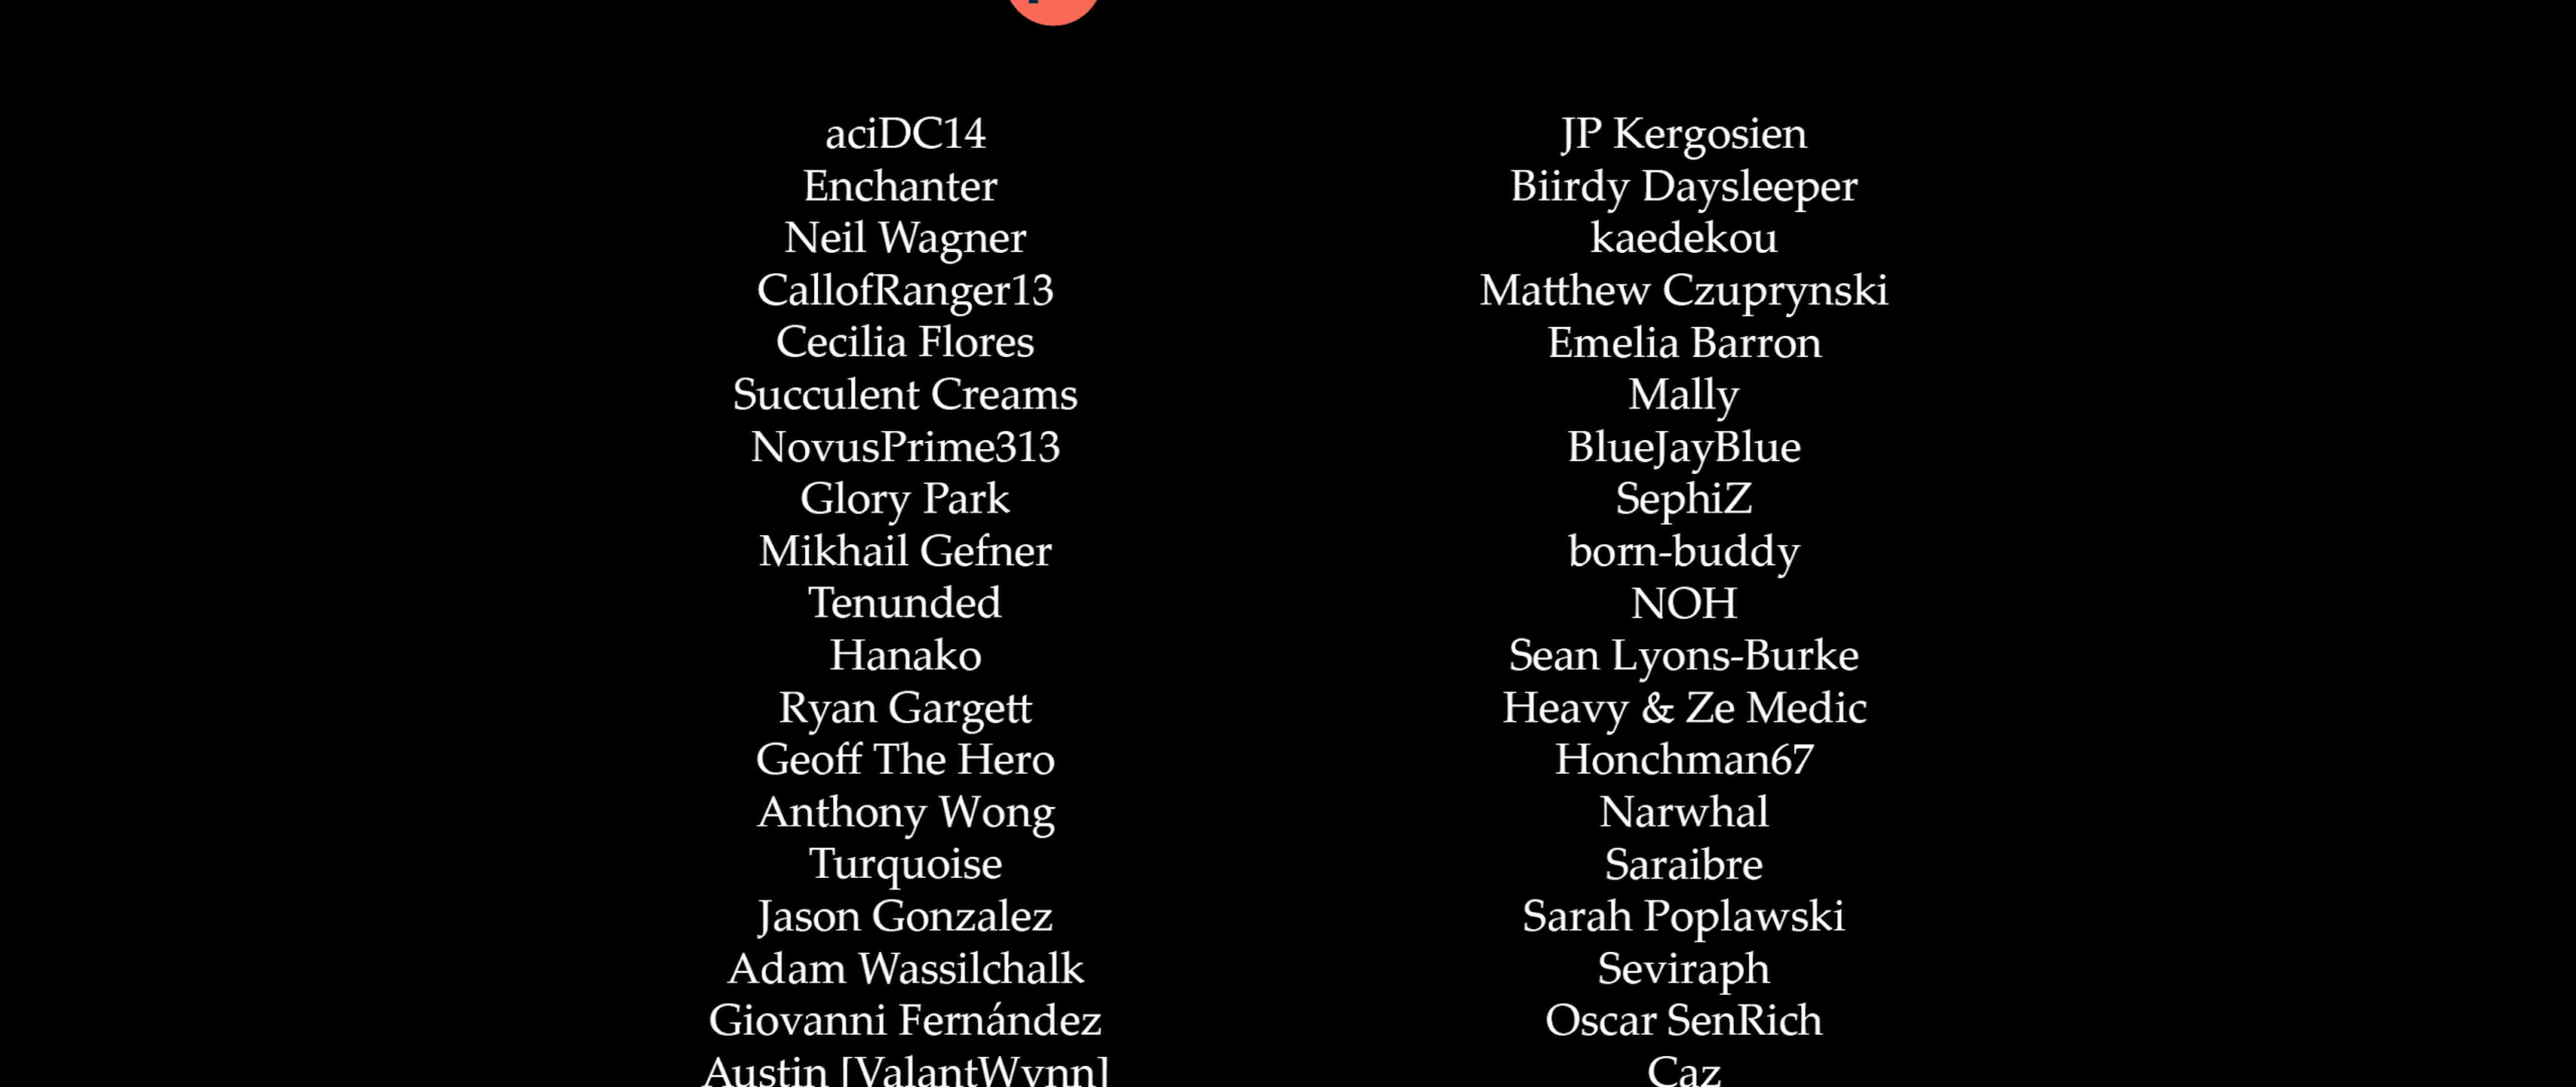 aciDC14
Enchanter
Neil Wagner
CallofRanger13
Cecilia Flores
Succulent Creams
NovusPrime313
Glory Park
Mikhail Gefner
Tenunded
Hanako
Ryan Gargett
Geoff The Hero
Anthony Wong
Turquoise
Jason Gonzalez
Adam Wassilchalk
Giovanni Fernández
Austin [ValantWynn]
JP Kergosien
Biirdy Daysleeper
kaedekou
Matthew Czuprynski
Emelia Barron
Mally
BlueJayBlue
SephiZ
born-buddy
NOH
Sean Lyons-Burke
Heavy & Ze Medic
Honchman67
Narwhal
Saraibre
Sarah Poplawski
Seviraph
Oscar SenRich
Caz